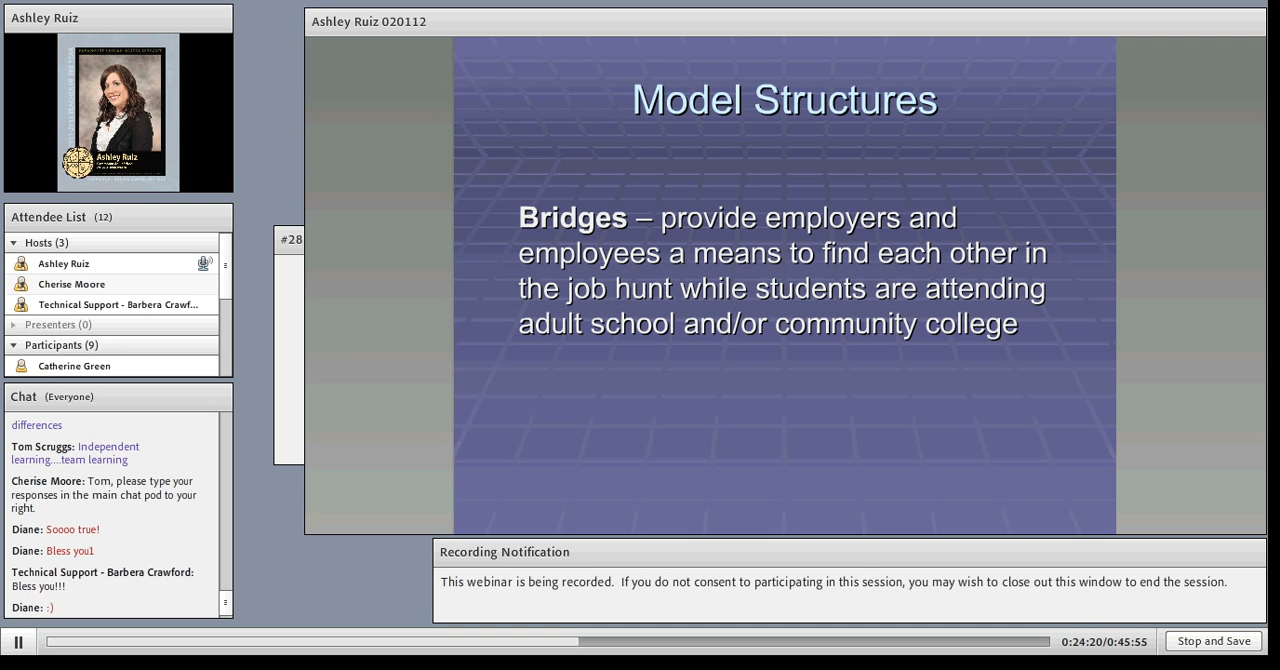 Ashley Ruiz
Ashley Ruiz
Attendee List (12)
Hosts (3)
Ashley Ruiz
Cherise Moore
Technical Support - Barbera Crawf...
Presenters (0)
Participants (9)
Catherine Green
Chat (Everyone)
differences
Tom Scruggs: Independent
learning....team learning
Cherise Moore: Tom, please type your
responses in the main chat pod to your
right.
Diane: Soooo true!
Diane: Bless you1
Technical Support - Barbera Crawford:
Bless you!!!
Diane: :)
#28
Ashley Ruiz 020112
Model Structures
Bridges – provide employers and
employees a means to find each other in
the job hunt while students are attending
adult school and/or community college
Recording Notification
This webinar is being recorded. If you do not consent to participating in this session, you may wish to close out this window to end the session.
0:24:20/0:45:55
Stop and Save